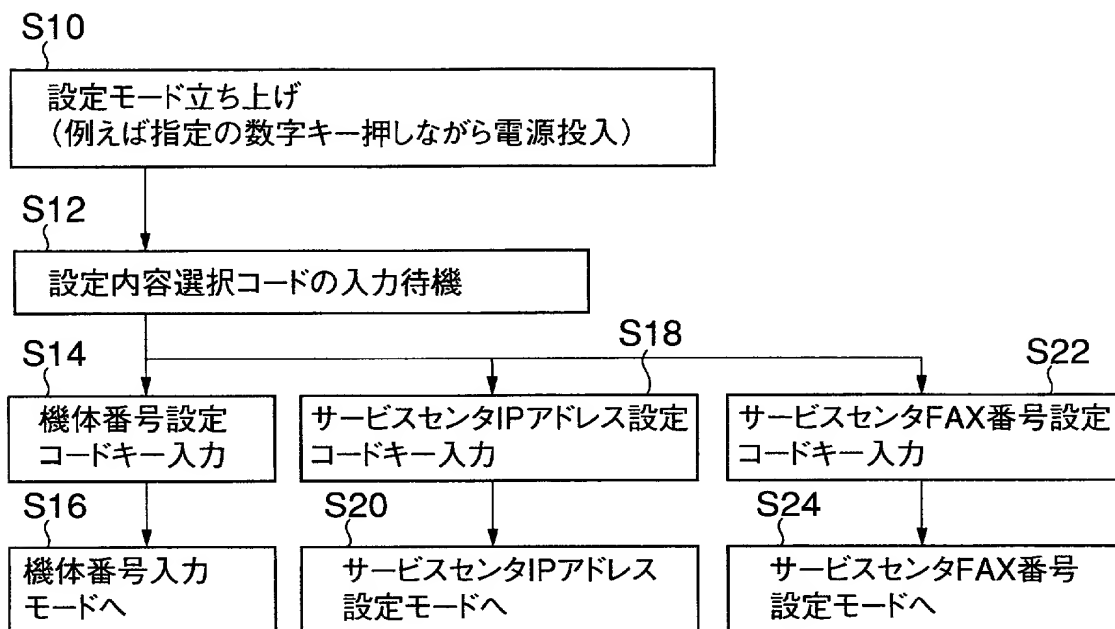 S10
設定モード立ち上げ
(例えば指定の数字キー押しながら電源投入)
S12
設定内容選択コードの入力待機
S14
機体番号設定
コードキー入力
S18
サービスセンタIPアドレス設定
コードキー入力
S22
サービスセンタFAX番号設定
コードキー入力
S16
機体番号入力
モードへ
S20
サービスセンタIPアドレス
設定モードへ
S24
サービスセンタFAX番号
設定モードへ